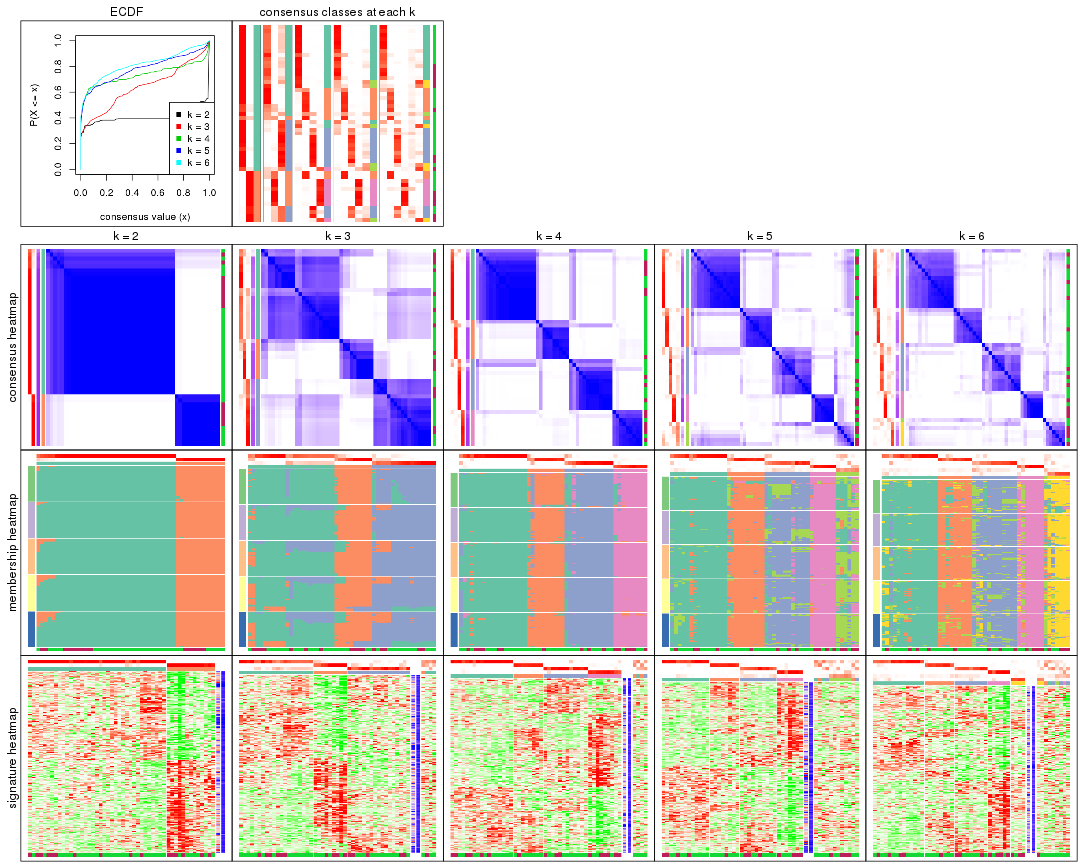 ECDF
consensus classes at each k
P(X <= x)
1.0
0.8
0.6
0.4
0.2
0.0
k = 2
k = 3
k = 4
k = 5
k = 6
0.0 0.2 0.4 0.6 0.8 1.0
consensus value (x)
k = 2
k = 3
k = 4
k = 5
k = 6
consensus heatmap
membership heatmap
signature heatmap